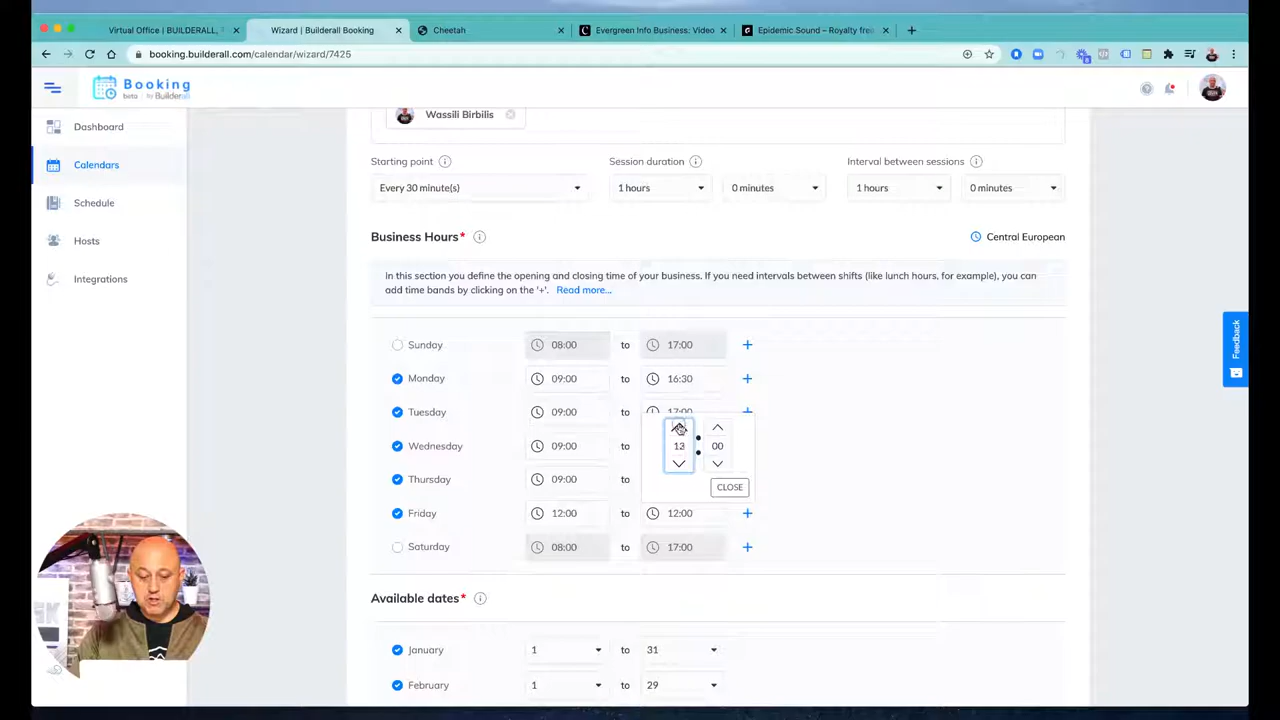 Virtual Office | BUILDERALL,
Wizard | Builderall Booking
Cheetah
Evergreen Info Business: Video
Epidemic Sound – Royalty free
booking.builderall.com/calendar/wizard/7425
Booking
beta by Builderall
Dashboard
Calendars
Schedule
Hosts
Integrations
Wassili Birbilis
Starting point
Session duration
Interval between sessions
Every 30 minute(s)
1 hours
0 minutes
1 hours
0 minutes
Business Hours*
Central European
In this section you define the opening and closing time of your business. If you need intervals between shifts (like lunch hours, for example), you can
add time bands by clicking on the '+'. Read more...
Sunday 08:00 to 17:00 +
Monday 09:00 to 16:30 +
Tuesday 09:00 to 17:00 +
Wednesday 09:00 to
13 : 00
Thursday 09:00 to
CLOSE
Friday 12:00 to 12:00 +
Saturday 08:00 to 17:00 +
Available dates*
January 1 to 31
February 1 to 29
Feedback